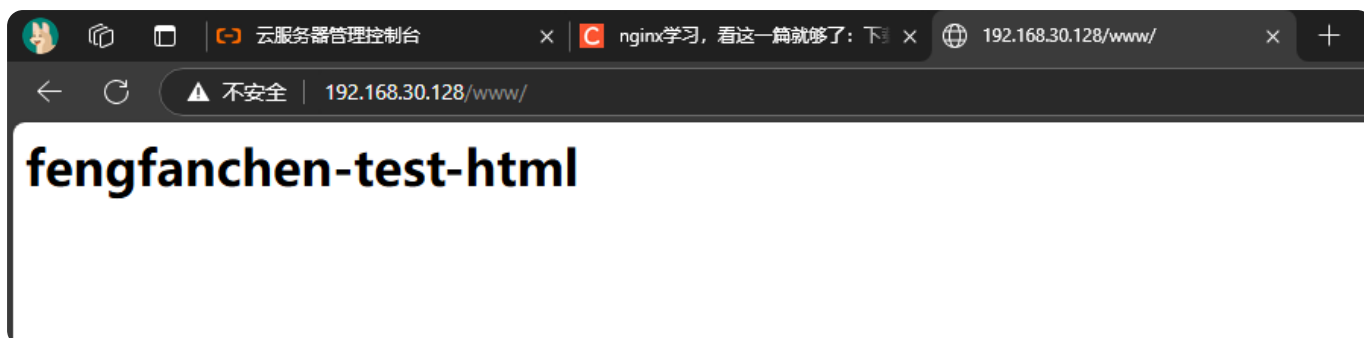 云服务器管理控制台
C nginx学习，看这一篇就够了：下
192.168.30.128/www/
不安全 192.168.30.128/www/
fengfanchen-test-html